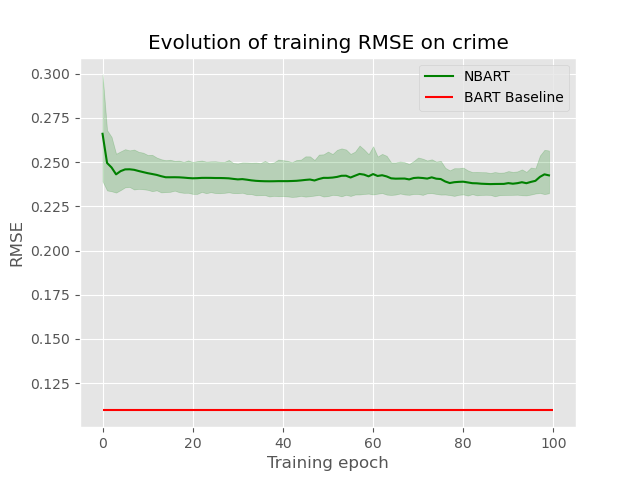 Evolution of training RMSE on crime
NBART
BART Baseline
0.300
0.275
0.250
0.225
0.200
0.175
0.150
0.125
RMSE
0
20
40
60
80
100
Training epoch